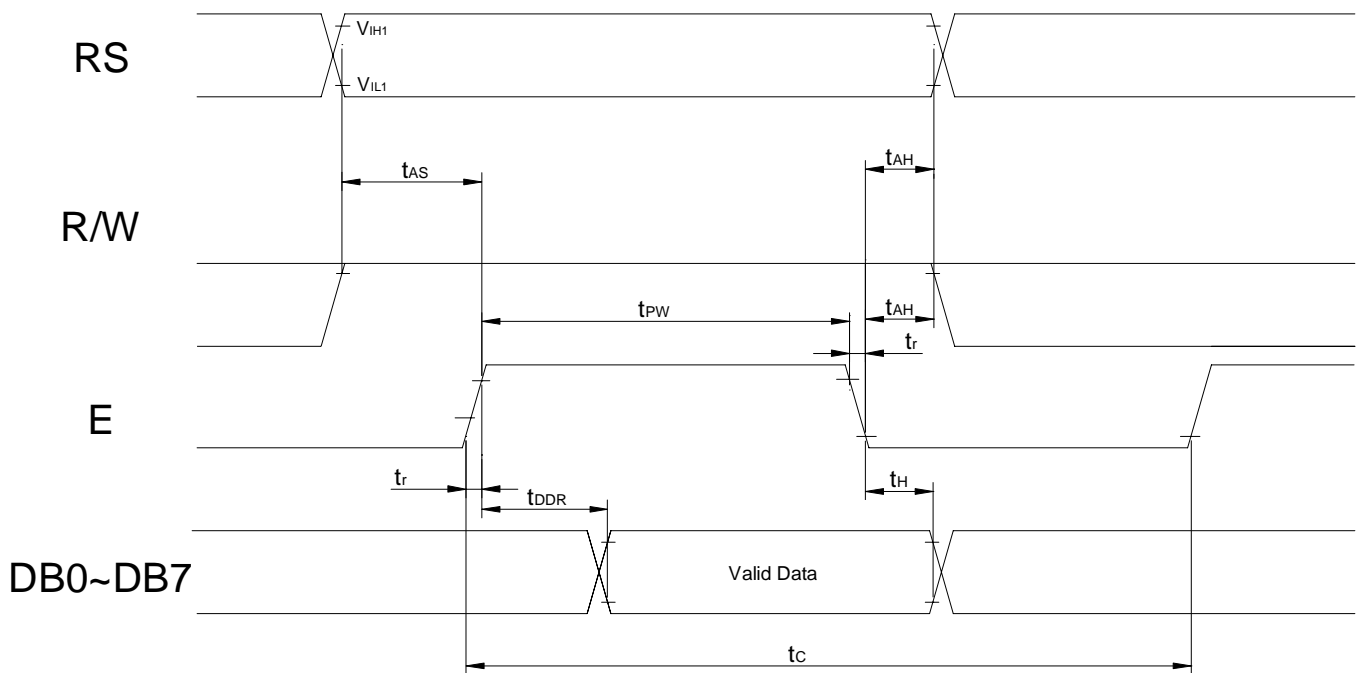 RS
VIH1
VIL1
tAS
tAH
R/W
tPW
tAH
tr
E
tr
tDDR
tH
DB0~DB7
Valid Data
tC